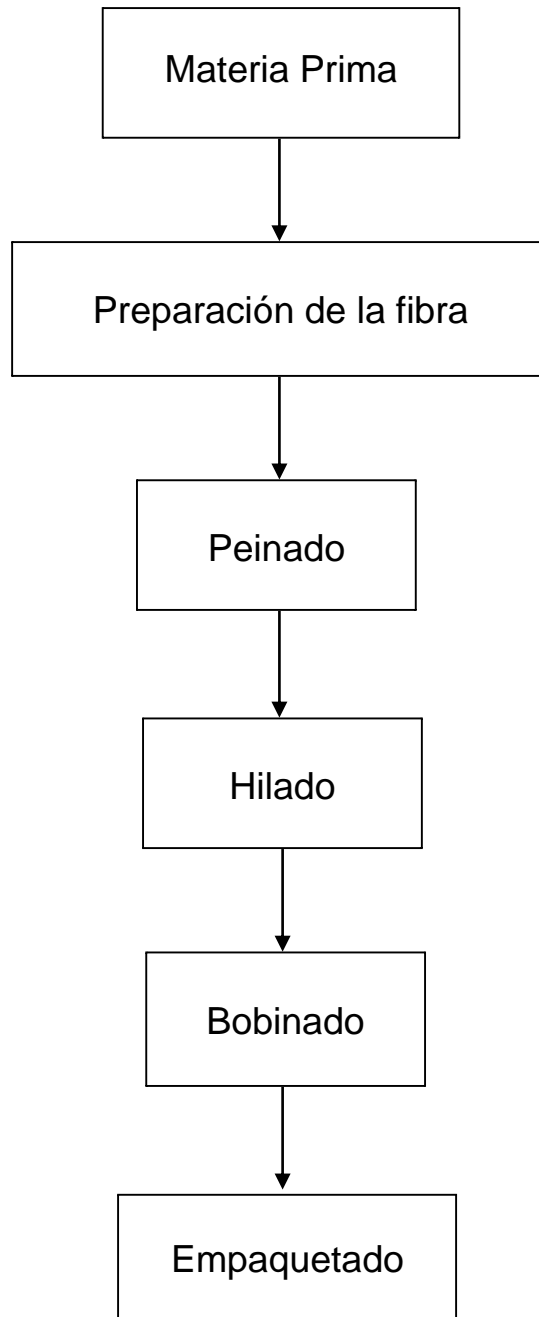 Materia Prima
Preparación de la fibra
Peinado
Hilado
Bobinado
Empaquetado